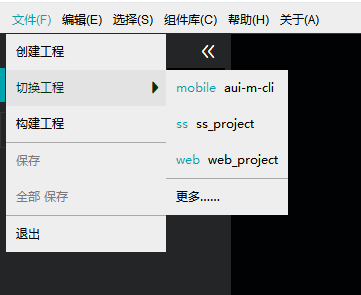 文件(F) 编辑(E) 选择(S) 组件库(C) 帮助(H) 关于(A)
创建工程
切换工程
mobile aui-m-cli
构建工程
ss ss_project
保存
web web_project
全部 保存
更多......
退出